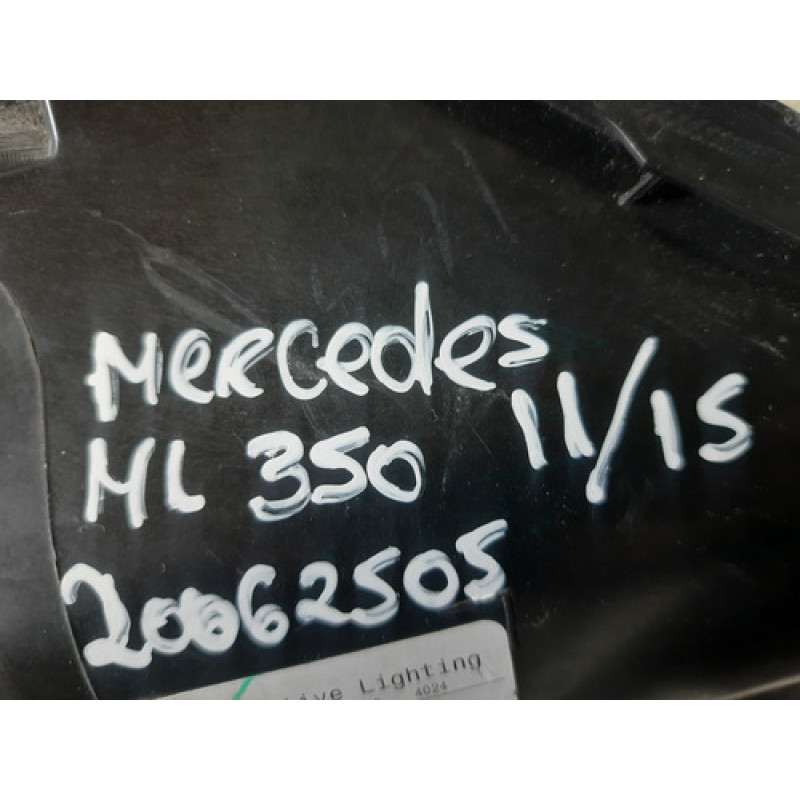 Mercedes
ML 350 11/15
20062505
Lighting
4024